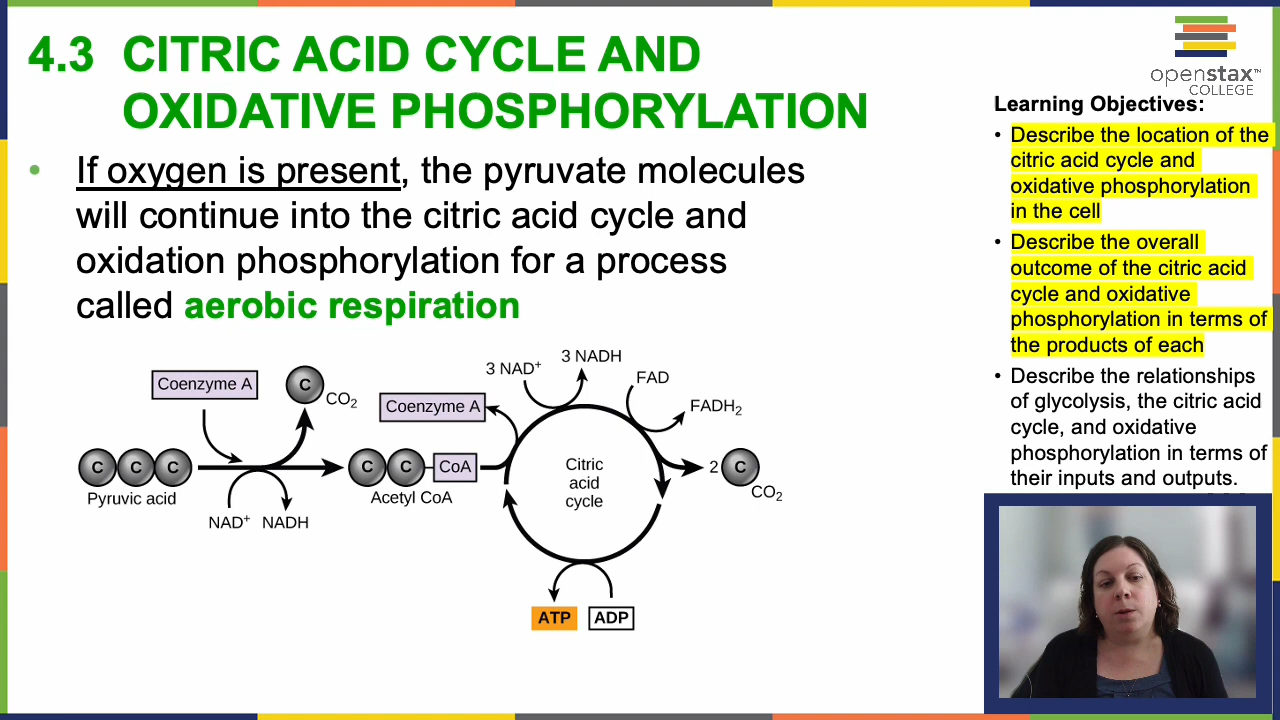 4.3 CITRIC ACID CYCLE AND
OXIDATIVE PHOSPHORYLATION
• If oxygen is present, the pyruvate molecules
will continue into the citric acid cycle and
oxidation phosphorylation for a process
called aerobic respiration
Coenzyme A
C
CO₂
C C C
Pyruvic acid
NAD⁺ NADH
C C CoA
Acetyl CoA
Coenzyme A
3 NAD⁺
3 NADH
FAD
FADH₂
Citric
acid
cycle
2 C
CO₂
ATP ADP
openstax™
COLLEGE
Learning Objectives:
• Describe the location of the
citric acid cycle and
oxidative phosphorylation
in the cell
• Describe the overall
outcome of the citric acid
cycle and oxidative
phosphorylation in terms of
the products of each
• Describe the relationships
of glycolysis, the citric acid
cycle, and oxidative
phosphorylation in terms of
their inputs and outputs.